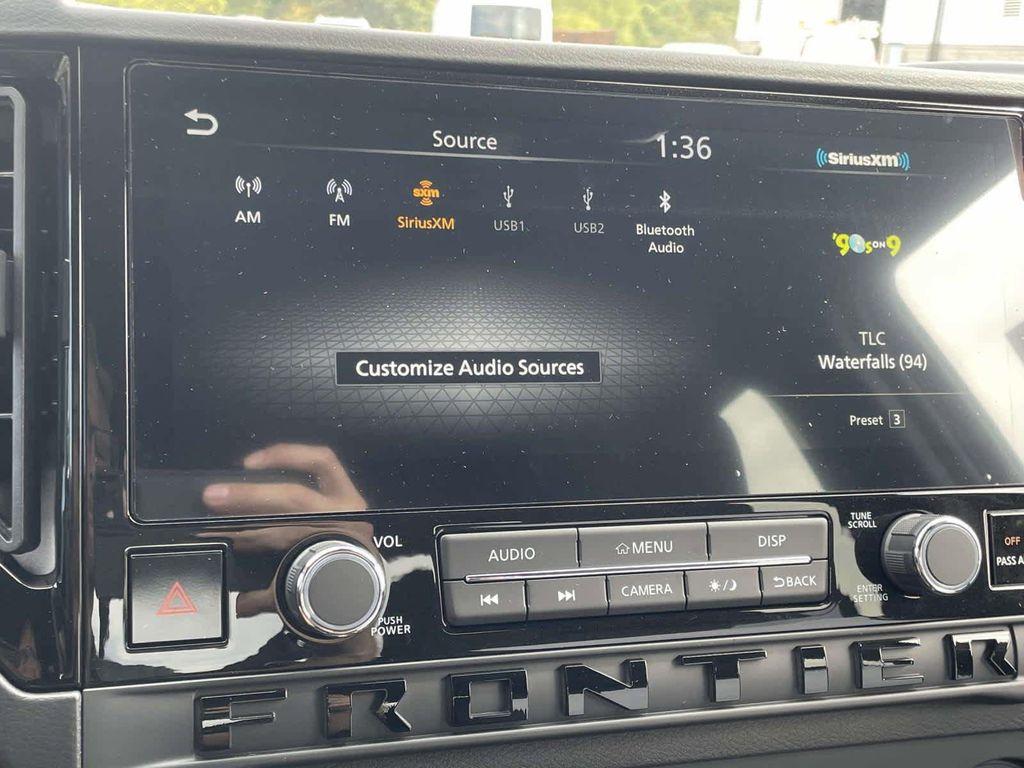 Source
1:36
SiriusXM
AM
FM
sxm
SiriusXM
USB1
USB2
Bluetooth
Audio
'90s ON 9
TLC
Waterfalls (94)
Customize Audio Sources
Preset 3
VOL
PUSH
POWER
AUDIO
MENU
DISP
CAMERA
BACK
TUNE
SCROLL
ENTER
SETTING
OFF
PASS
FRONTIER